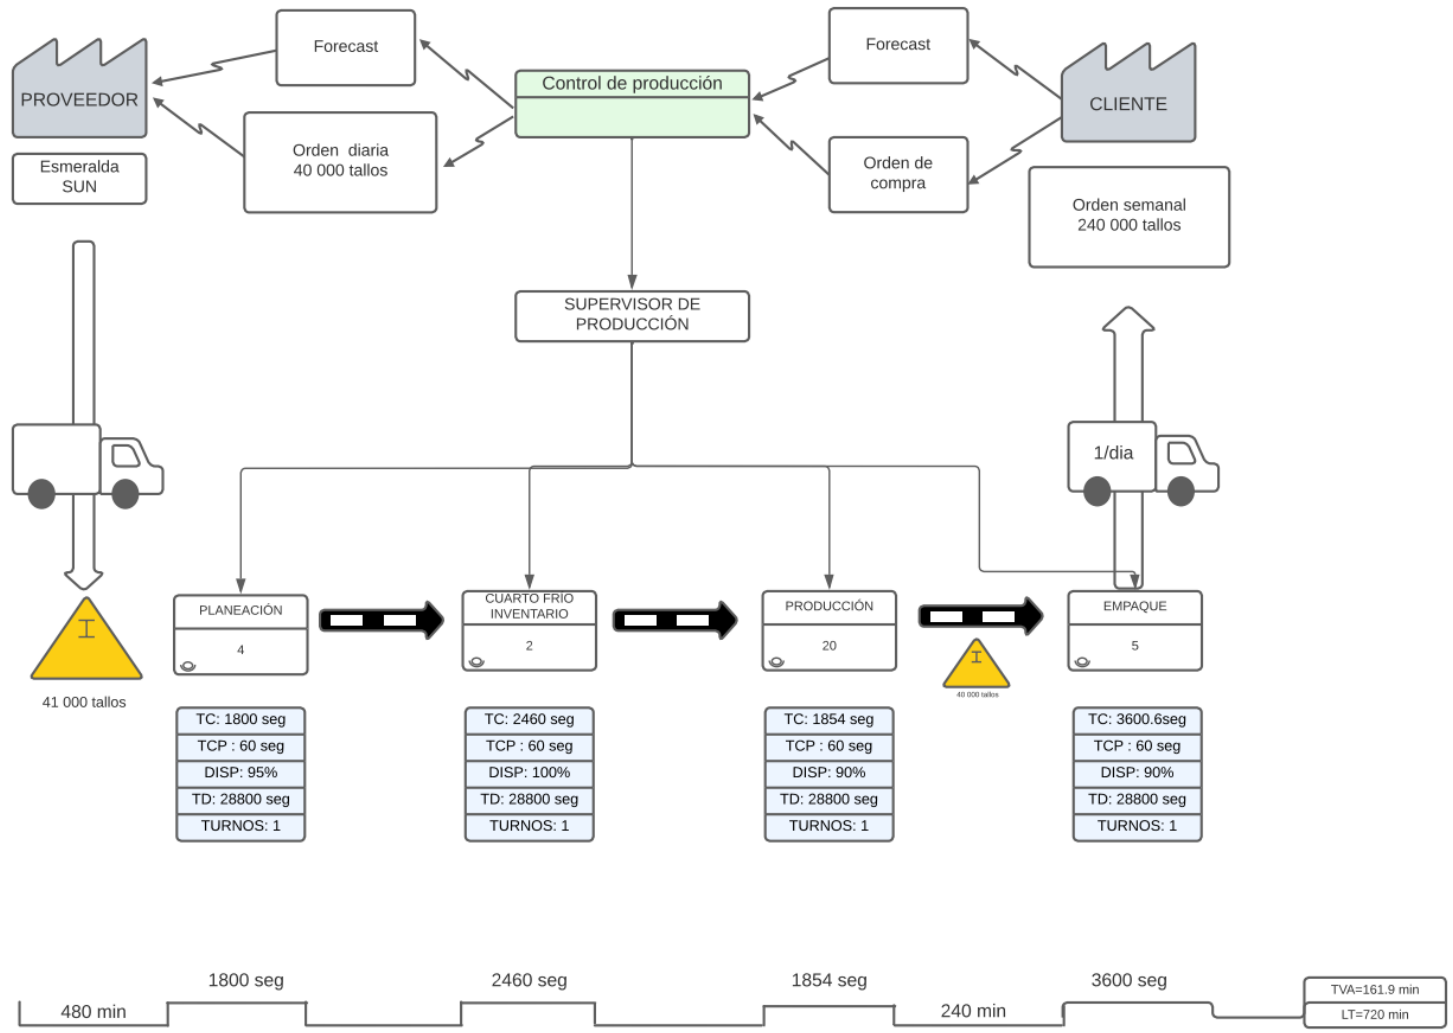 Forecast
Forecast
Control de producción
PROVEEDOR
CLIENTE
Orden diaria
40 000 tallos
Esmeralda
SUN
Orden de
compra
Orden semanal
240 000 tallos
SUPERVISOR DE
PRODUCCIÓN
1/dia
I
41 000 tallos
PLANEACIÓN
4
CUARTO FRÍO
INVENTARIO
2
PRODUCCIÓN
20
I
40 000 tallos
EMPAQUE
5
TC: 1800 seg
TCP : 60 seg
DISP: 95%
TD: 28800 seg
TURNOS: 1
TC: 2460 seg
TCP : 60 seg
DISP: 100%
TD: 28800 seg
TURNOS: 1
TC: 1854 seg
TCP : 60 seg
DISP: 90%
TD: 28800 seg
TURNOS: 1
TC: 3600.6seg
TCP : 60 seg
DISP: 90%
TD: 28800 seg
TURNOS: 1
480 min
1800 seg
2460 seg
1854 seg
240 min
3600 seg
TVA=161.9 min
LT=720 min